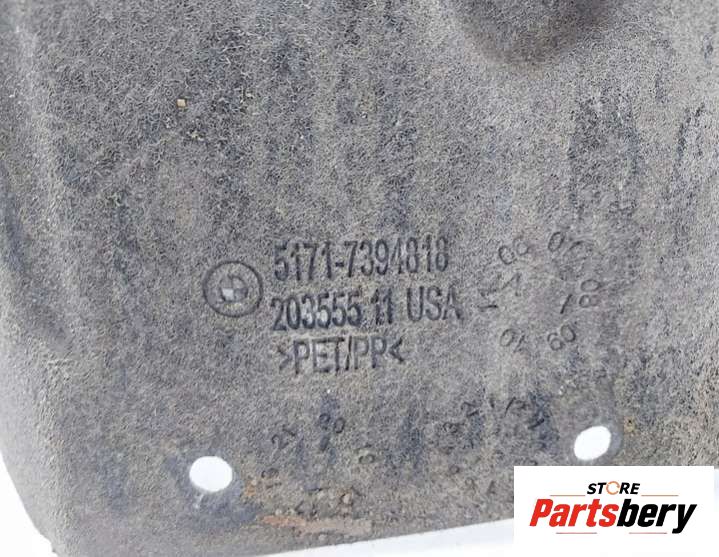 5171-7394818
203555 11 USA
>PET/PP<
STORE
Partsbery